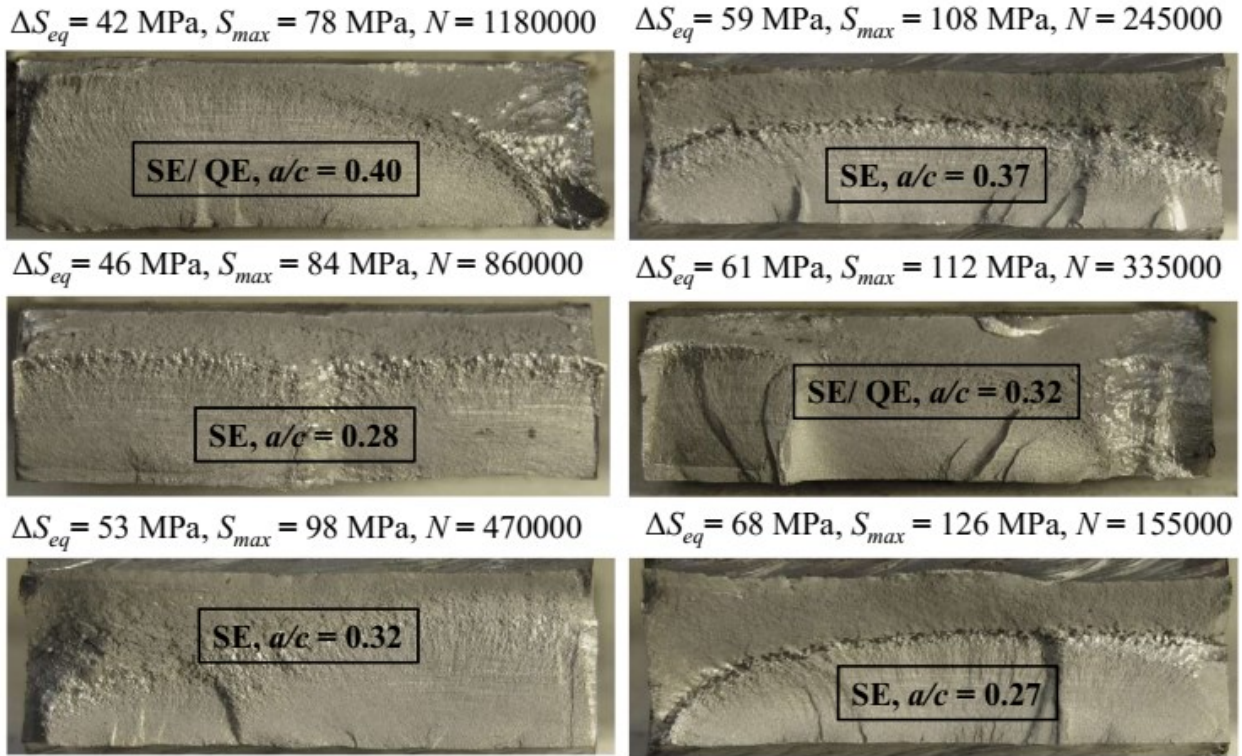 ΔSeq = 42 MPa, Smax = 78 MPa, N = 1180000
SE/ QE, a/c = 0.40
ΔSeq = 59 MPa, Smax = 108 MPa, N = 245000
SE, a/c = 0.37
ΔSeq = 46 MPa, Smax = 84 MPa, N = 860000
SE, a/c = 0.28
ΔSeq = 61 MPa, Smax = 112 MPa, N = 335000
SE/ QE, a/c = 0.32
ΔSeq = 53 MPa, Smax = 98 MPa, N = 470000
SE, a/c = 0.32
ΔSeq = 68 MPa, Smax = 126 MPa, N = 155000
SE, a/c = 0.27